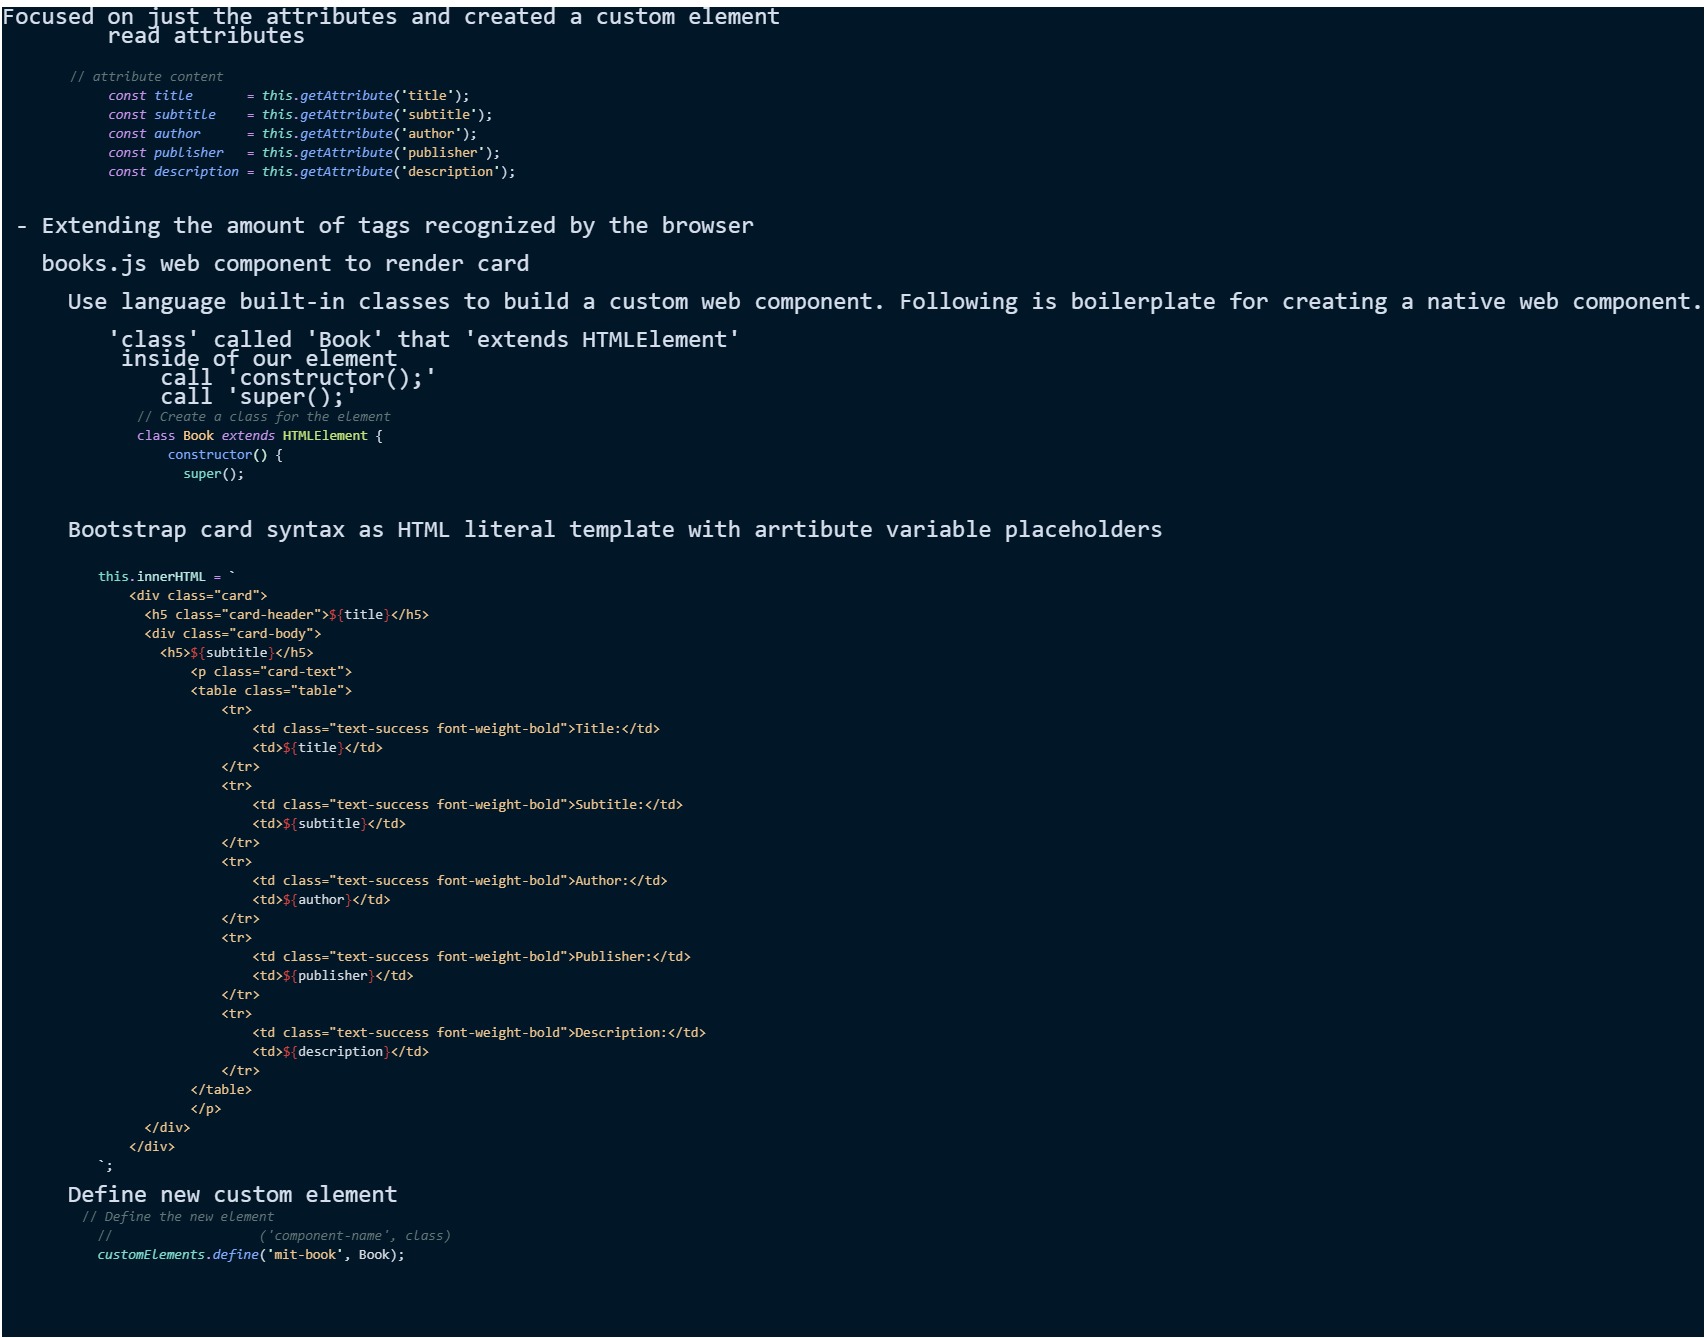 Focused on just the attributes and created a custom element
read attributes
// attribute content
const title       = this.getAttribute('title');
const subtitle    = this.getAttribute('subtitle');
const author      = this.getAttribute('author');
const publisher   = this.getAttribute('publisher');
const description = this.getAttribute('description');
- Extending the amount of tags recognized by the browser
books.js web component to render card
Use language built-in classes to build a custom web component. Following is boilerplate for creating a native web component.
'class' called 'Book' that 'extends HTMLElement'
inside of our element
call 'constructor();'
call 'super();'
// Create a class for the element
class Book extends HTMLElement {
constructor() {
super();
Bootstrap card syntax as HTML literal template with arrtibute variable placeholders
this.innerHTML = `
<div class="card">
<h5 class="card-header">${title}</h5>
<div class="card-body">
<h5>${subtitle}</h5>
<p class="card-text">
<table class="table">
<tr>
<td class="text-success font-weight-bold">Title:</td>
<td>${title}</td>
</tr>
<tr>
<td class="text-success font-weight-bold">Subtitle:</td>
<td>${subtitle}</td>
</tr>
<tr>
<td class="text-success font-weight-bold">Author:</td>
<td>${author}</td>
</tr>
<tr>
<td class="text-success font-weight-bold">Publisher:</td>
<td>${publisher}</td>
</tr>
<tr>
<td class="text-success font-weight-bold">Description:</td>
<td>${description}</td>
</tr>
</table>
</p>
</div>
</div>
`;
Define new custom element
// Define the new element
//                   ('component-name', class)
customElements.define('mit-book', Book);